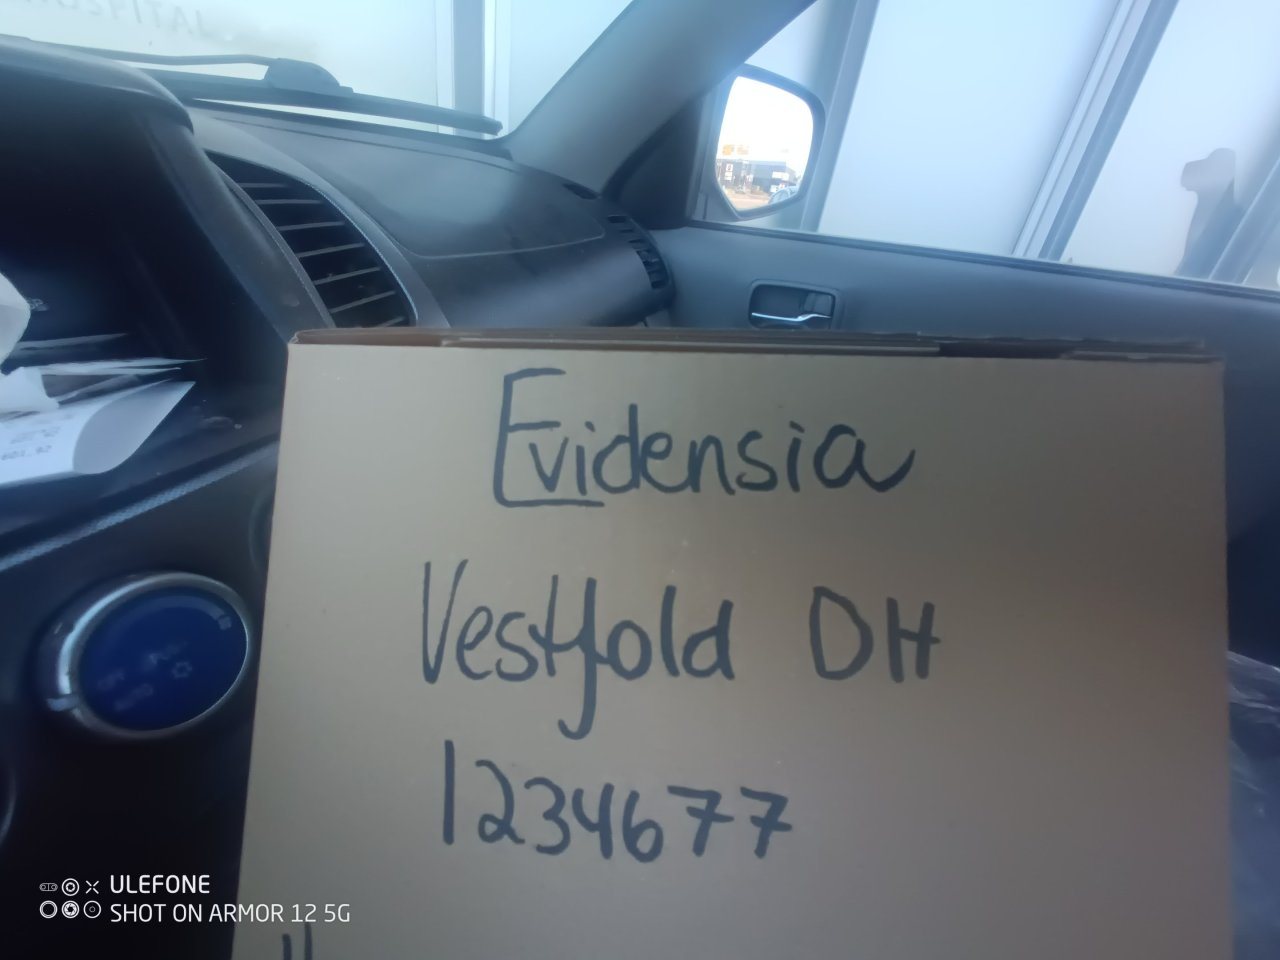 Evidensia
Vestfold DH
1234677
ULEFONE
SHOT ON ARMOR 12 5G